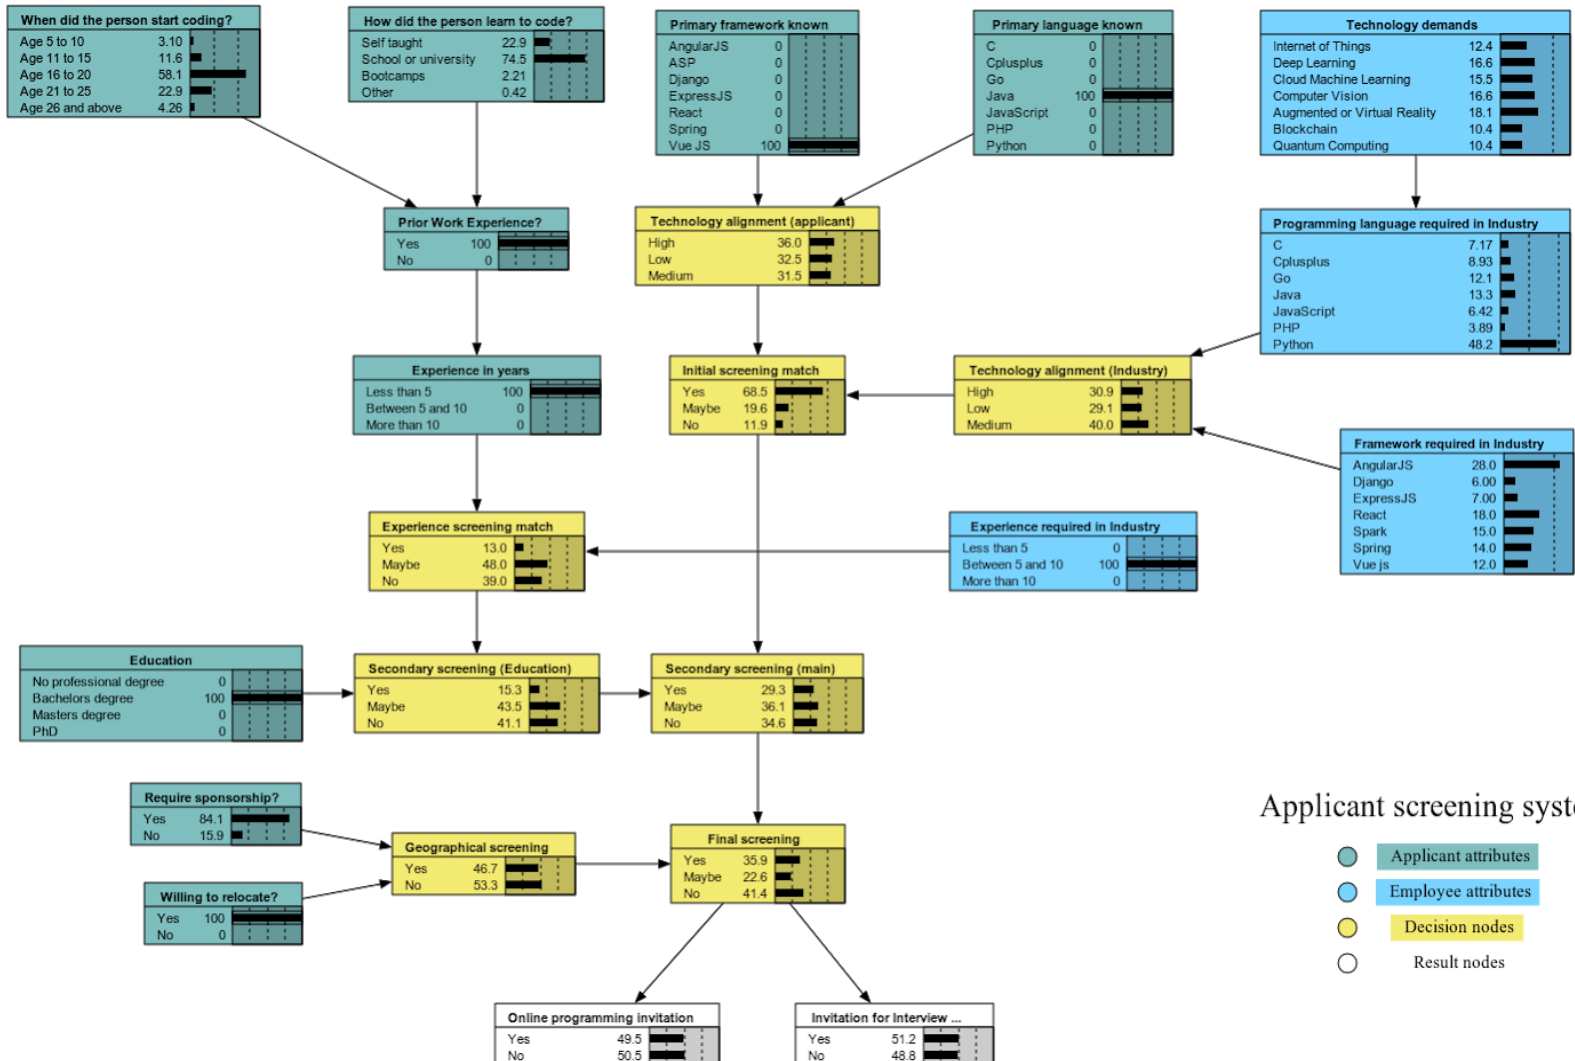 When did the person start coding?
Age 5 to 10 3.10
Age 11 to 15 11.6
Age 16 to 20 58.1
Age 21 to 25 22.9
Age 26 and above 4.26
How did the person learn to code?
Self taught 22.9
School or university 74.5
Bootcamps 2.21
Other 0.42
Primary framework known
AngularJS 0
ASP 0
Django 0
ExpressJS 0
React 0
Spring 0
Vue JS 100
Primary language known
C 0
Cplusplus 0
Go 0
Java 100
JavaScript 0
PHP 0
Python 0
Technology demands
Internet of Things 12.4
Deep Learning 16.6
Cloud Machine Learning 15.5
Computer Vision 16.6
Augmented or Virtual Reality 18.1
Blockchain 10.4
Quantum Computing 10.4
Prior Work Experience?
Yes 100
No 0
Technology alignment (applicant)
High 36.0
Low 32.5
Medium 31.5
Programming language required in Industry
C 7.17
Cplusplus 8.93
Go 12.1
Java 13.3
JavaScript 6.42
PHP 3.89
Python 48.2
Experience in years
Less than 5 100
Between 5 and 10 0
More than 10 0
Initial screening match
Yes 68.5
Maybe 19.6
No 11.9
Technology alignment (Industry)
High 30.9
Low 29.1
Medium 40.0
Framework required in Industry
AngularJS 28.0
Django 6.00
ExpressJS 7.00
React 18.0
Spark 15.0
Spring 14.0
Vue js 12.0
Experience screening match
Yes 13.0
Maybe 48.0
No 39.0
Experience required in Industry
Less than 5 0
Between 5 and 10 100
More than 10 0
Education
No professional degree 0
Bachelors degree 100
Masters degree 0
PhD 0
Secondary screening (Education)
Yes 15.3
Maybe 43.5
No 41.1
Secondary screening (main)
Yes 29.3
Maybe 36.1
No 34.6
Require sponsorship?
Yes 84.1
No 15.9
Geographical screening
Yes 46.7
No 53.3
Final screening
Yes 35.9
Maybe 22.6
No 41.4
Willing to relocate?
Yes 100
No 0
Applicant screening syst
Applicant attributes
Employee attributes
Decision nodes
Result nodes
Online programming invitation
Yes 49.5
No 50.5
Invitation for Interview ...
Yes 51.2
No 48.8